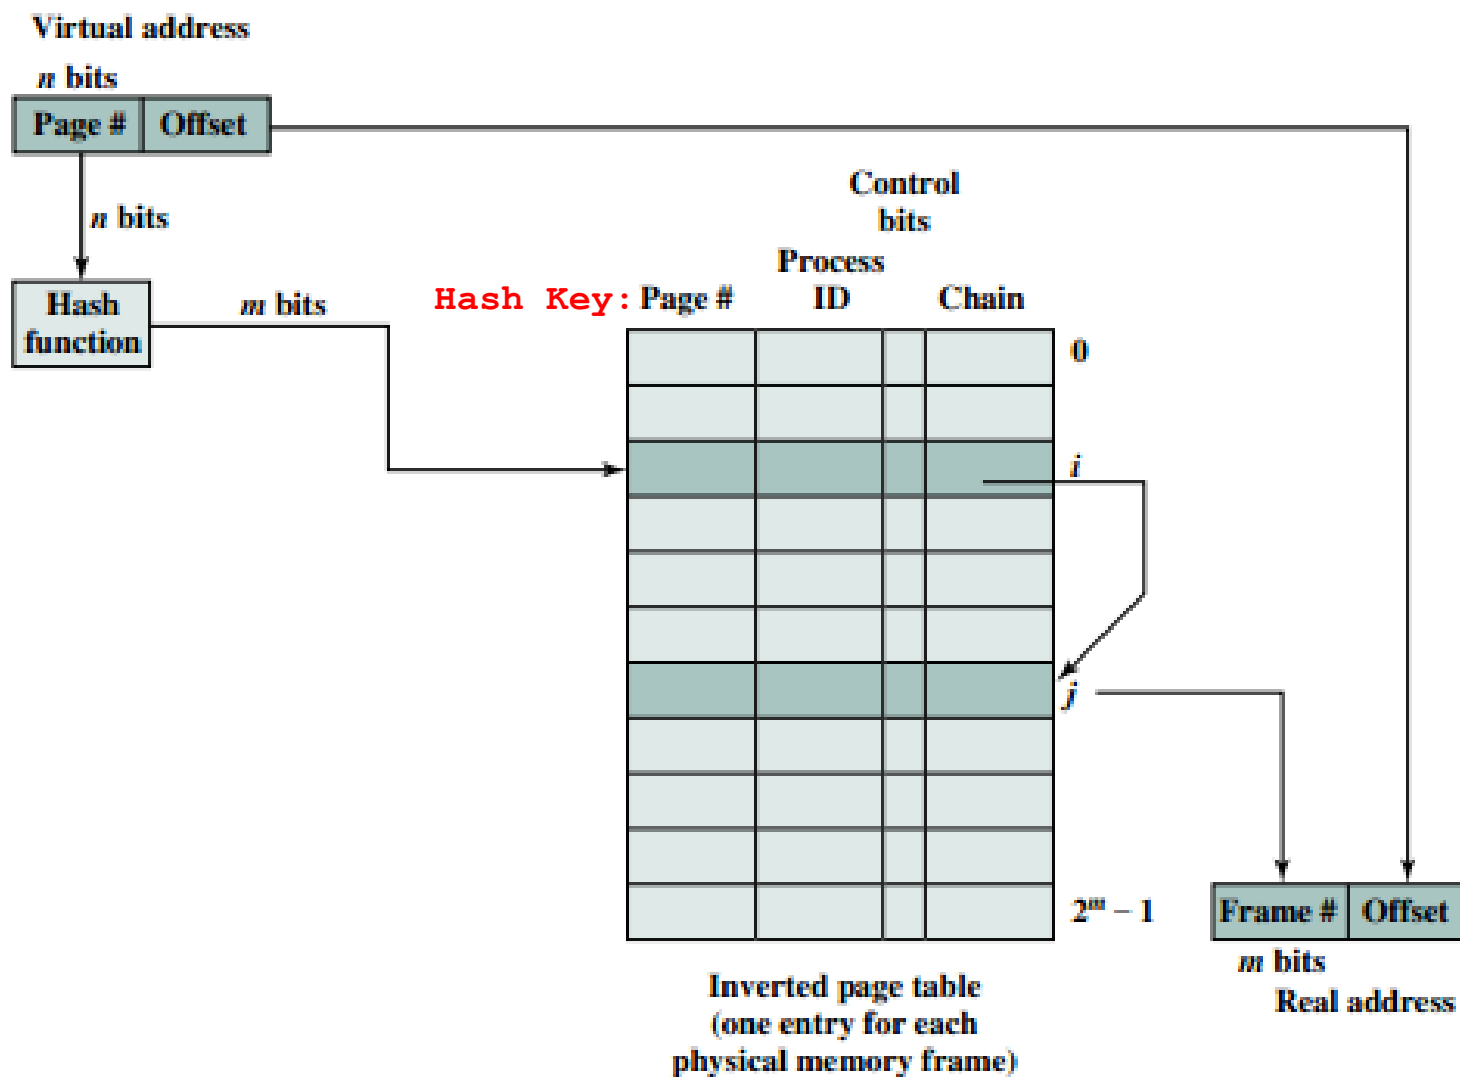 Virtual address
n bits
Page # Offset
n bits
Control
bits
Process
Hash Key: Page # ID Chain
Hash
function
m bits
0
i
j
2^m − 1
Frame # Offset
m bits
Real address
Inverted page table
(one entry for each
physical memory frame)